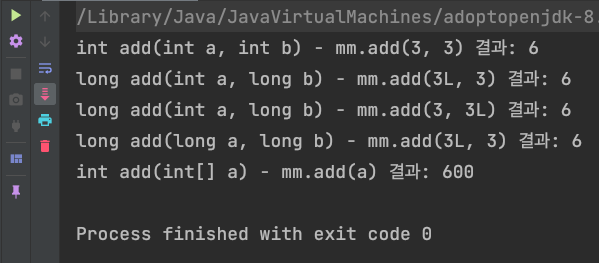 /Library/Java/JavaVirtualMachines/adoptopenjdk-8.
int add(int a, int b) - mm.add(3, 3) 결과: 6
long add(int a, long b) - mm.add(3L, 3) 결과: 6
long add(int a, long b) - mm.add(3, 3L) 결과: 6
long add(long a, long b) - mm.add(3L, 3) 결과: 6
int add(int[] a) - mm.add(a) 결과: 600
Process finished with exit code 0